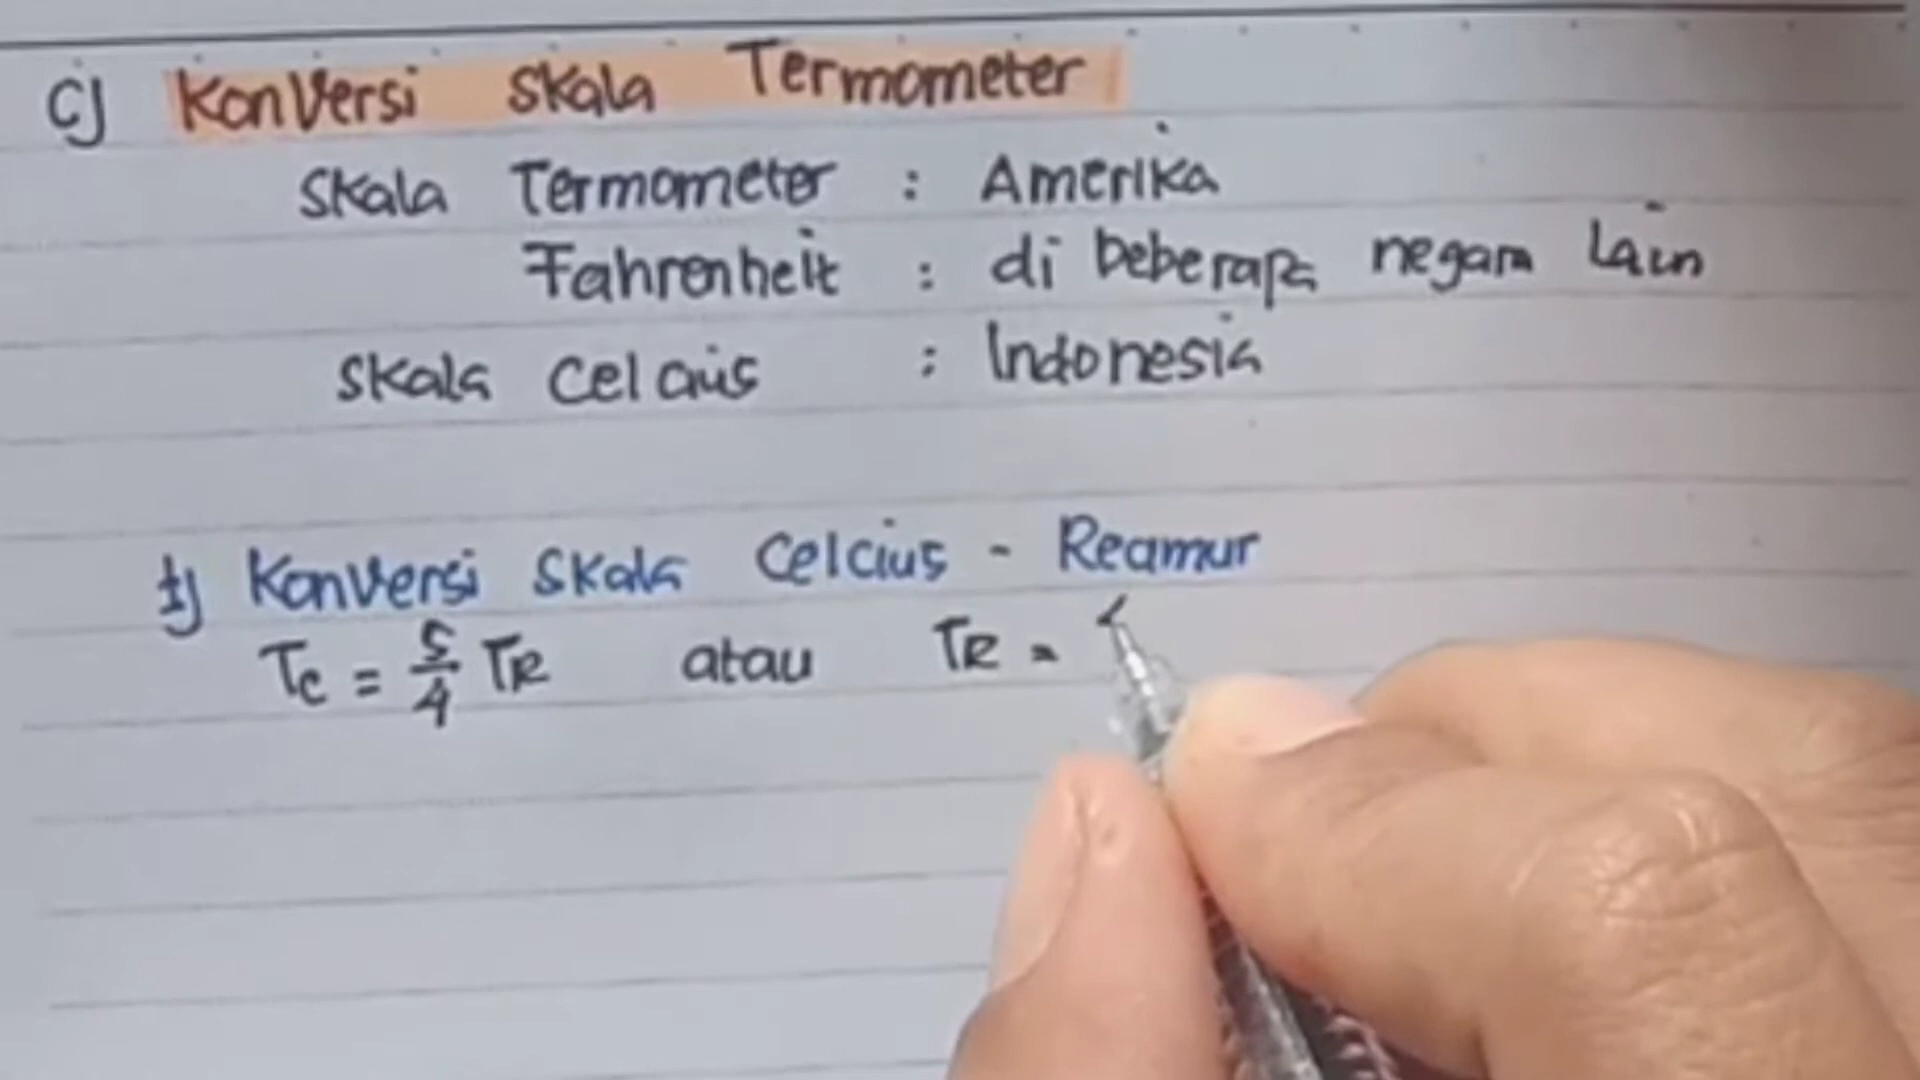 C) Konversi Skala Termometer
Skala Termometer : Amerika
Fahrenheit : di beberapa negara Lain
Skala Celcius : Indonesia
1) Konversi Skala Celcius - Reamur
Tc = 5/4 TR atau TR =